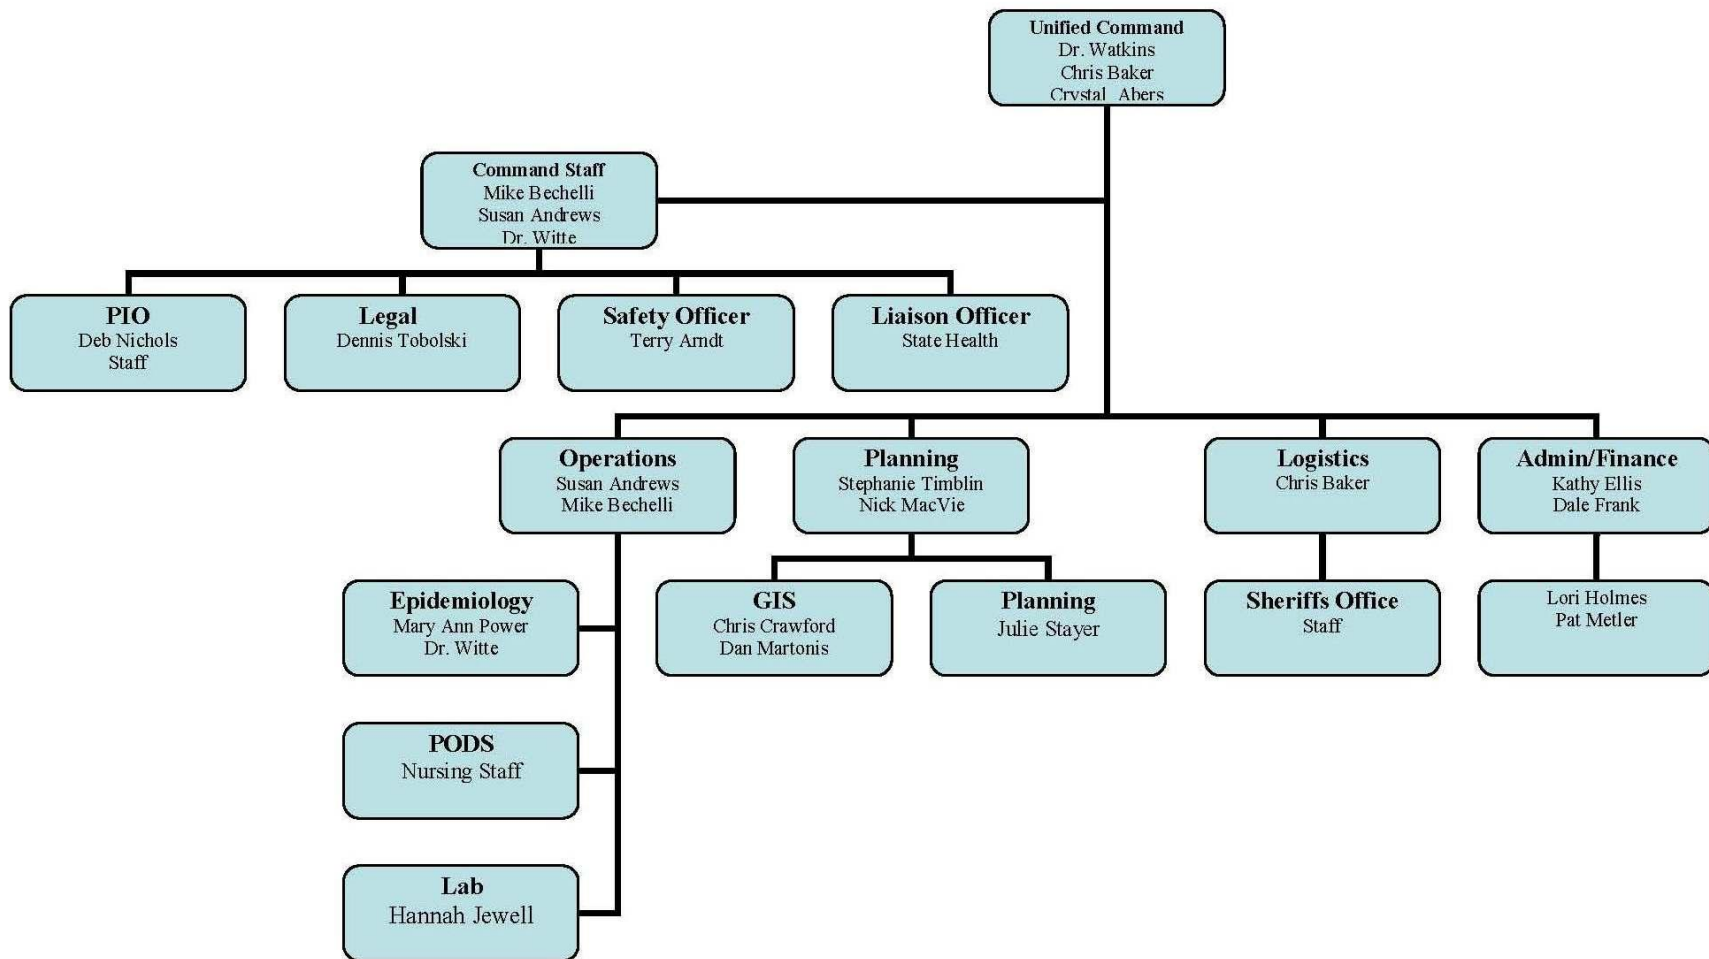 Unified Command
Dr. Watkins
Chris Baker
Crystal Abers
Command Staff
Mike Bechelli
Susan Andrews
Dr. Witte
PIO
Deb Nichols
Staff
Legal
Dennis Tobolski
Safety Officer
Terry Arndt
Liaison Officer
State Health
Operations
Susan Andrews
Mike Bechelli
Planning
Stephanie Timblin
Nick MacVie
Logistics
Chris Baker
Admin/Finance
Kathy Ellis
Dale Frank
Epidemiology
Mary Ann Power
Dr. Witte
GIS
Chris Crawford
Dan Martonis
Planning
Julie Stayer
Sheriffs Office
Staff
Lori Holmes
Pat Metler
PODS
Nursing Staff
Lab
Hannah Jewell